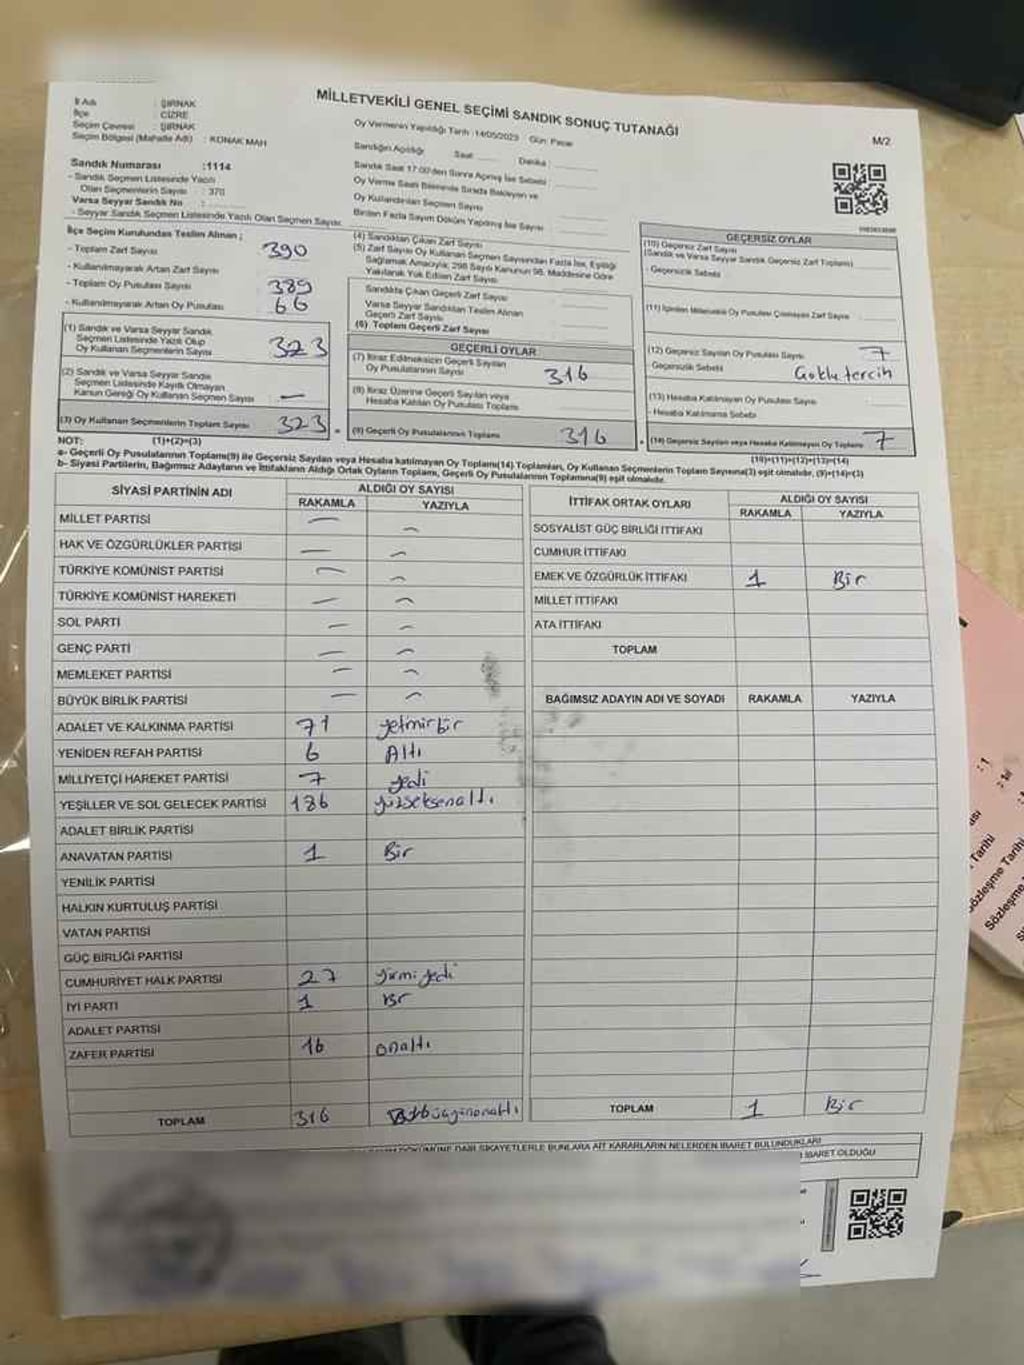 MİLLETVEKİLİ GENEL SEÇİMİ SANDIK SONUÇ TUTANAĞI
M/2
İl Adı : ŞIRNAK
İlçe : CİZRE
Seçim Çevresi : ŞIRNAK
Seçim Bölgesi (Mahalle Adı) : KONAK MAH
Sandık Numarası :1114
- Sandık Seçmen Listesinde Yazılı
Olan Seçmenlerin Sayısı : 370
Varsa Seyyar Sandık No :
- Seyyar Sandık Seçmen Listesinde Yazılı Olan Seçmen Sayısı
Oy Vermenin Yapıldığı Tarih :14/05/2023 Gün: Pazar
Sandığın Açıldığı Saat Dakika
Sandık Saat 17:00'den Sonra Açılmış İse Sebebi
Oy Verme Saati Bitiminde Sırada Bekleyen ve
Oy Kullandırılan Seçmen Sayısı
Birden Fazla Sayım Döküm Yapılmış İse Sayısı
İlçe Seçim Kurulundan Teslim Alınan ;
- Toplam Zarf Sayısı 390
- Kullanılmayarak Artan Zarf Sayısı
- Toplam Oy Pusulası Sayısı 389
- Kullanılmayarak Artan Oy Pusulası 66
(1) Sandık ve Varsa Seyyar Sandık
Seçmen Listesinde Yazılı Olup
Oy Kullanan Seçmenlerin Sayısı 323
(2) Sandık ve Varsa Seyyar Sandık
Seçmen Listesinde Kayıtlı Olmayan
Kanun Gereği Oy Kullanan Seçmen Sayısı —
(3) Oy Kullanan Seçmenlerin Toplam Sayısı 323
(4) Sandıktan Çıkan Zarf Sayısı
(5) Zarf Sayısı Oy Kullanan Seçmen Sayısından Fazla İse, Eşitliği
Sağlamak Amacıyla, 298 Sayılı Kanunun 98. Maddesine Göre
Yakılarak Yok Edilen Zarf Sayısı
Sandıkta Çıkan Geçerli Zarf Sayısı
Varsa Seyyar Sandıktan Teslim Alınan
Geçerli Zarf Sayısı
(6) Toplam Geçerli Zarf Sayısı
GEÇERLİ OYLAR
(7) İtiraz Edilmeksizin Geçerli Sayılan
Oy Pusulasının Sayısı 316
(8) İtiraz Üzerine Geçerli Sayılan veya
Hesaba Katılan Oy Pusulası Toplamı
(9) Geçerli Oy Pusulalarının Toplamı 316
GEÇERSİZ OYLAR
(10) Geçersiz Zarf Sayısı
(Sandık ve Varsa Seyyar Sandık Geçersiz Zarf Toplamı)
- Geçersizlik Sebebi
(11) İçinden Milletvekili Oy Pusulası Çıkmayan Zarf Sayısı
(12) Geçersiz Sayılan Oy Pusulası Sayısı 7
- Geçersizlik Sebebi Çoklu tercih
(13) Hesaba Katılmayan Oy Pusulası Sayısı
- Hesaba Katılmama Sebebi
(14) Geçersiz Sayılan veya Hesaba Katılmayan Oy Toplamı 7
NOT: (1)+(2)=(3) (10)+(11)+(12)+(13)=(14)
a- Geçerli Oy Pusulalarının Toplamı(9) ile Geçersiz Sayılan veya Hesaba katılmayan Oy Toplamı(14) Toplamları, Oy Kullanan Seçmenlerin Toplam Sayısına(3) eşit olmalıdır, (9)+(14)=(3)
b- Siyasi Partilerin, Bağımsız Adayların ve İttifakların Aldığı Ortak Oyların Toplamı, Geçerli Oy Pusulalarının Toplamına(9) eşit olmalıdır.
SİYASİ PARTİNİN ADI ALDIĞI OY SAYISI
RAKAMLA YAZIYLA
MİLLET PARTİSİ — —
HAK VE ÖZGÜRLÜKLER PARTİSİ — —
TÜRKİYE KOMÜNİST PARTİSİ — —
TÜRKİYE KOMÜNİST HAREKETİ — —
SOL PARTİ — —
GENÇ PARTİ — —
MEMLEKET PARTİSİ — —
BÜYÜK BİRLİK PARTİSİ — —
ADALET VE KALKINMA PARTİSİ 71 yetmirbir
YENİDEN REFAH PARTİSİ 6 Altı
MİLLİYETÇİ HAREKET PARTİSİ 7 yedi
YEŞİLLER VE SOL GELECEK PARTİSİ 186 yüzseksenaltı
ADALET BİRLİK PARTİSİ
ANAVATAN PARTİSİ 1 Bir
YENİLİK PARTİSİ
HALKIN KURTULUŞ PARTİSİ
VATAN PARTİSİ
GÜÇ BİRLİĞİ PARTİSİ
CUMHURİYET HALK PARTİSİ 27 yirmi yedi
İYİ PARTİ 1 Br
ADALET PARTİSİ
ZAFER PARTİSİ 16 onaltı
TOPLAM 316
İTTİFAK ORTAK OYLARI ALDIĞI OY SAYISI
RAKAMLA YAZIYLA
SOSYALİST GÜÇ BİRLİĞİ İTTİFAKI
CUMHUR İTTİFAKI
EMEK VE ÖZGÜRLÜK İTTİFAKI 1 Bir
MİLLET İTTİFAKI
ATA İTTİFAKI
TOPLAM
BAĞIMSIZ ADAYIN ADI VE SOYADI RAKAMLA YAZIYLA
TOPLAM 1 Bir
DÖKÜMÜNE DAİR ŞİKAYETLERLE BUNLARA AİT KARARLARIN NELERDEN İBARET BULUNDUKLARI
İBARET OLDUĞU
: 1
Tarihi
Sözleşme Tarihi
Sözleşme